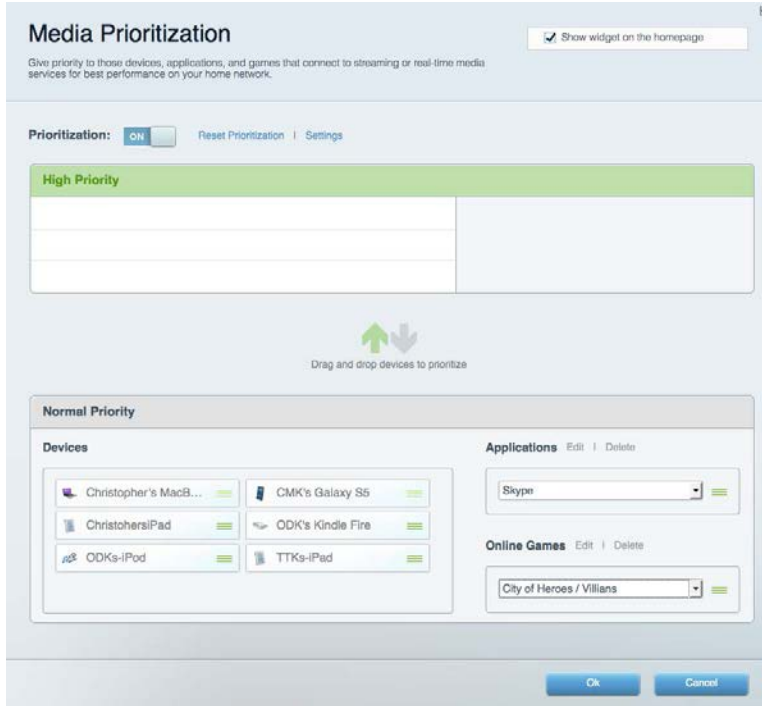 Media Prioritization
Show widget on the homepage
Give priority to those devices, applications, and games that connect to streaming or real-time media
services for best performance on your home network.
Prioritization: ON Reset Prioritization | Settings
High Priority
Drag and drop devices to prioritize
Normal Priority
Devices
Christopher's MacB...
CMK's Galaxy S5
ChristohersiPad
ODK's Kindle Fire
ODKs-iPod
TTKs-iPad
Applications Edit | Delete
Skype
Online Games Edit | Delete
City of Heroes / Villians
Ok
Cancel